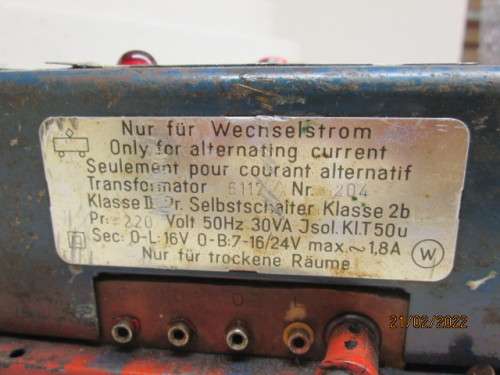 Nur für Wechselstrom
Only for alternating current
Seulement pour courant alternatif
Transformator 6112 Nr. 204
Klasse II Pr. Selbstschalter Klasse 2b
Pr: 220 Volt 50Hz 30VA Jsol. Kl.T50u
Sec: 0-L:16V 0-B:7-16/24V max.~1,8A
Nur für trockene Räume
W
21/02/2022